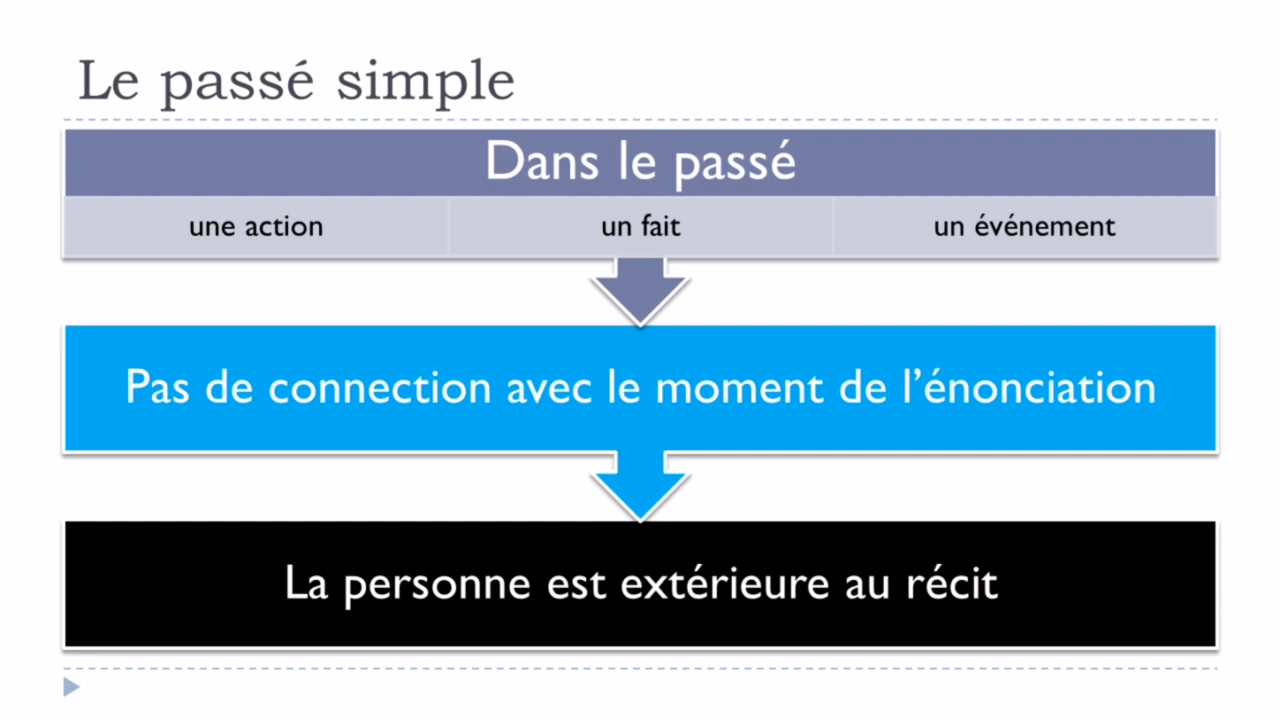 Le passé simple
Dans le passé
une action
un fait
un événement
Pas de connection avec le moment de l’énonciation
La personne est extérieure au récit